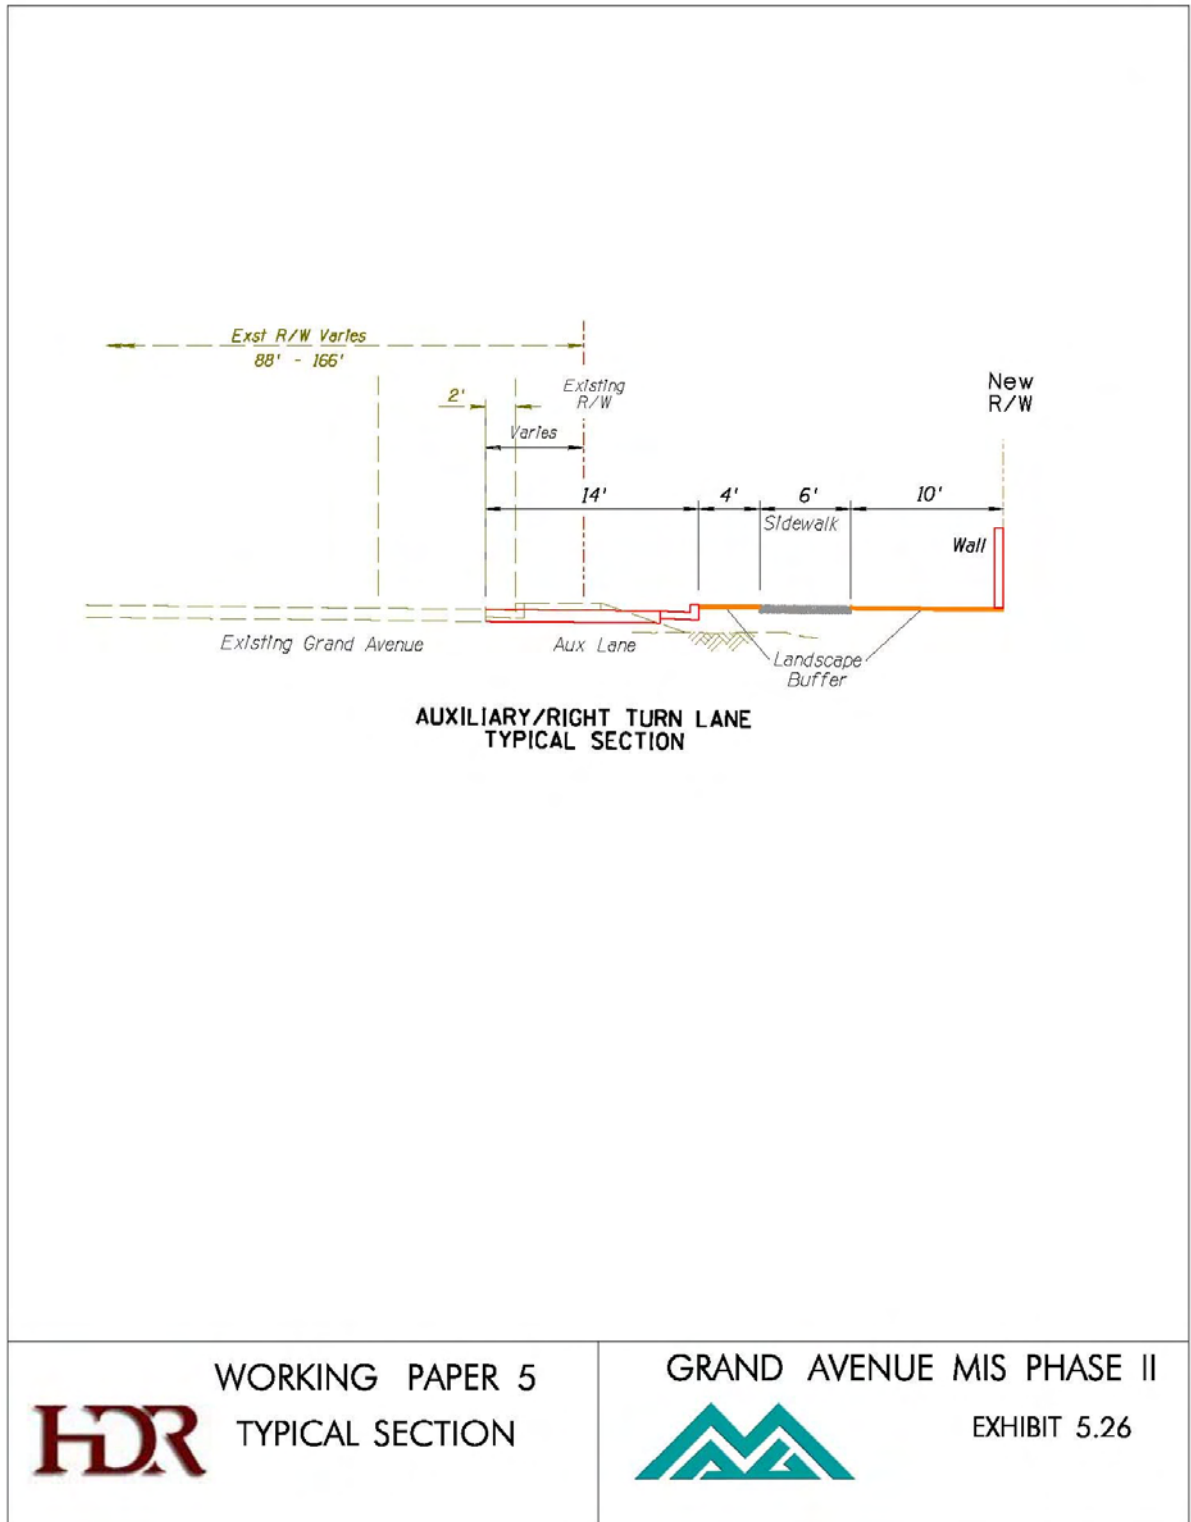 Exst R/W Varies
88' - 166'
2'
Existing
R/W
Varies
New
R/W
14'
4'
6'
10'
Sidewalk
Wall
Existing Grand Avenue
Aux Lane
Landscape
Buffer
AUXILIARY/RIGHT TURN LANE
TYPICAL SECTION
HDR
WORKING PAPER 5
TYPICAL SECTION
GRAND AVENUE MIS PHASE II
MAG
EXHIBIT 5.26